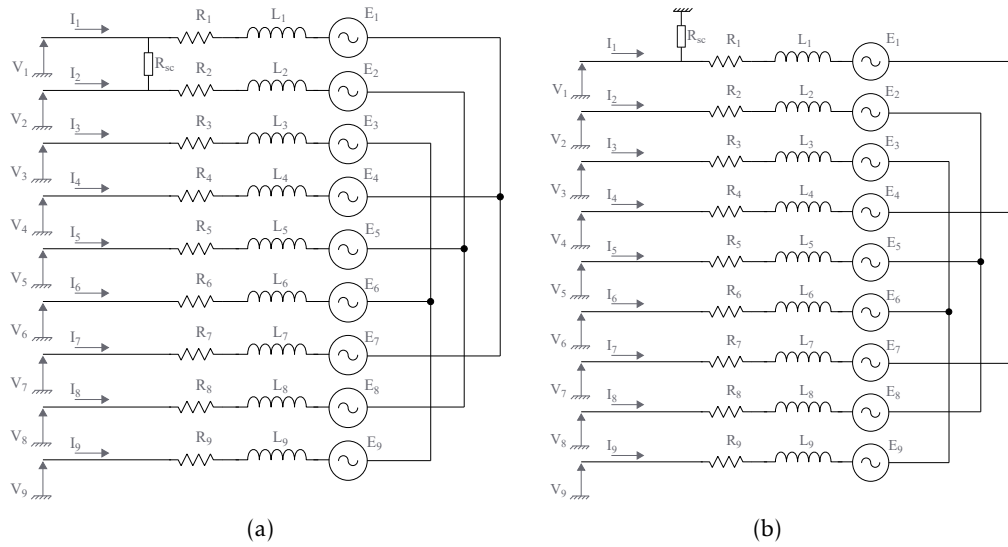 I1 R1 L1 E1
Rsc
V1
I2 R2 L2 E2
V2
I3 R3 L3 E3
V3
I4 R4 L4 E4
V4
I5 R5 L5 E5
V5
I6 R6 L6 E6
V6
I7 R7 L7 E7
V7
I8 R8 L8 E8
V8
I9 R9 L9 E9
V9
(a)
Rsc
I1 R1 L1 E1
V1
I2 R2 L2 E2
V2
I3 R3 L3 E3
V3
I4 R4 L4 E4
V4
I5 R5 L5 E5
V5
I6 R6 L6 E6
V6
I7 R7 L7 E7
V7
I8 R8 L8 E8
V8
I9 R9 L9 E9
V9
(b)